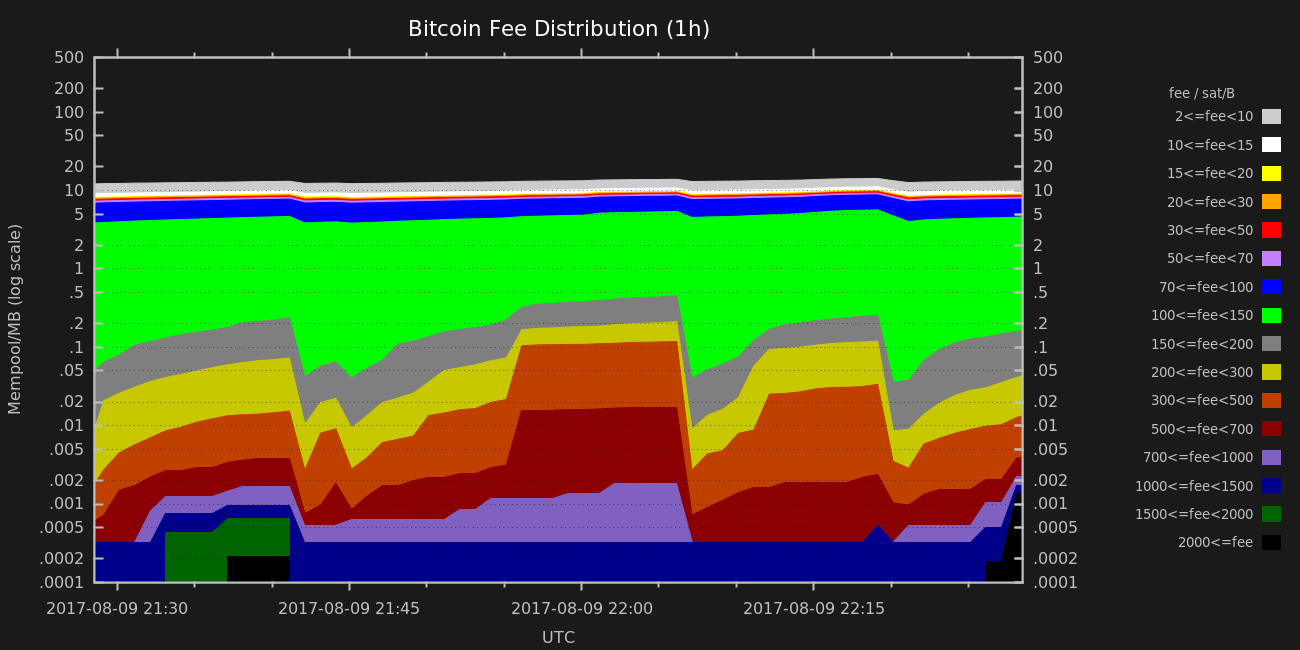 Bitcoin Fee Distribution (1h)
Mempool/MB (log scale)
500
200
100
50
20
10
5
2
1
.5
.2
.1
.05
.02
.01
.005
.002
.001
.0005
.0002
.0001
500
200
100
50
20
10
5
2
1
.5
.2
.1
.05
.02
.01
.005
.002
.001
.0005
.0002
.0001
2017-08-09 21:30 2017-08-09 21:45 2017-08-09 22:00 2017-08-09 22:15
UTC
fee / sat/B
2<=fee<10
10<=fee<15
15<=fee<20
20<=fee<30
30<=fee<50
50<=fee<70
70<=fee<100
100<=fee<150
150<=fee<200
200<=fee<300
300<=fee<500
500<=fee<700
700<=fee<1000
1000<=fee<1500
1500<=fee<2000
2000<=fee